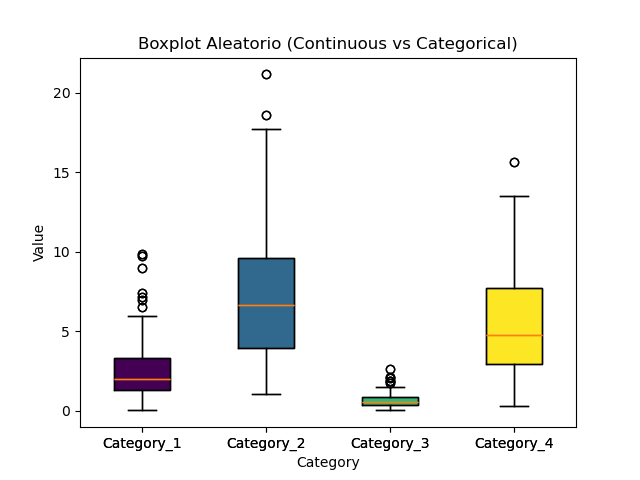 Boxplot Aleatorio (Continuous vs Categorical)
20
15
10
5
0
Value
Category_1 Category_2 Category_3 Category_4
Category